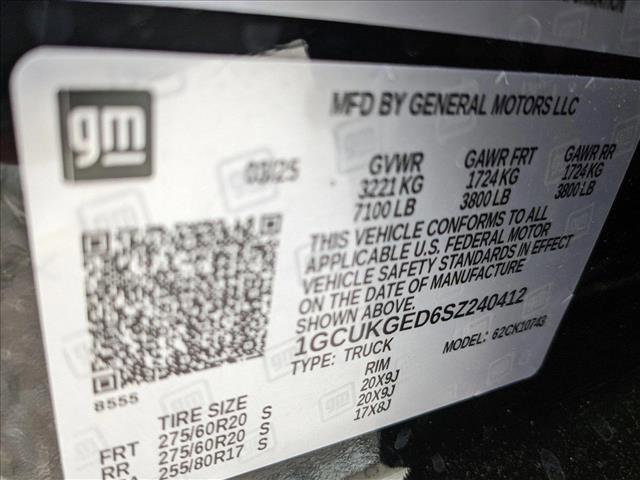 gm
MFD BY GENERAL MOTORS LLC
03/25
GVWR GAWR FRT GAWR RR
3221 KG 1724 KG 1724 KG
7100 LB 3800 LB 3800 LB
THIS VEHICLE CONFORMS TO ALL
APPLICABLE U.S. FEDERAL MOTOR
VEHICLE SAFETY STANDARDS IN EFFECT
ON THE DATE OF MANUFACTURE
SHOWN ABOVE.
1GCUKGED6SZ240412
TYPE: TRUCK MODEL: 62CK10743
8555
TIRE SIZE RIM
FRT 275/60R20 S 20X9J
RR 275/60R20 S 20X9J
255/80R17 S 17X8J